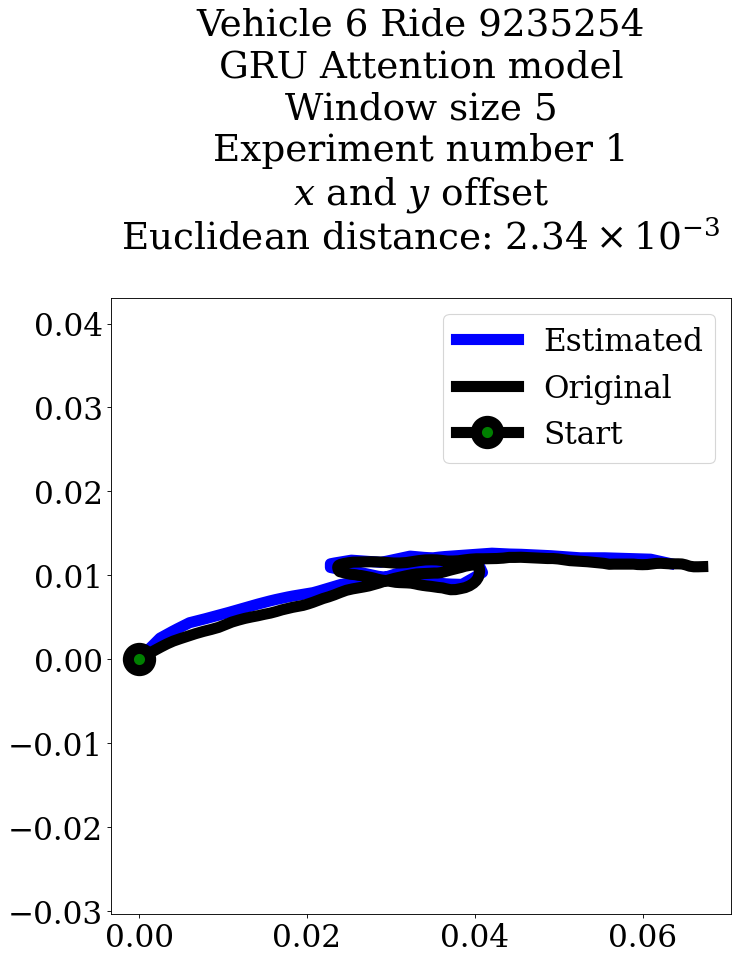 Vehicle 6 Ride 9235254
GRU Attention model
Window size 5
Experiment number 1
x and y offset
Euclidean distance: 2.34 × 10⁻³
Estimated
Original
Start
0.04
0.03
0.02
0.01
0.00
−0.01
−0.02
−0.03
0.00 0.02 0.04 0.06